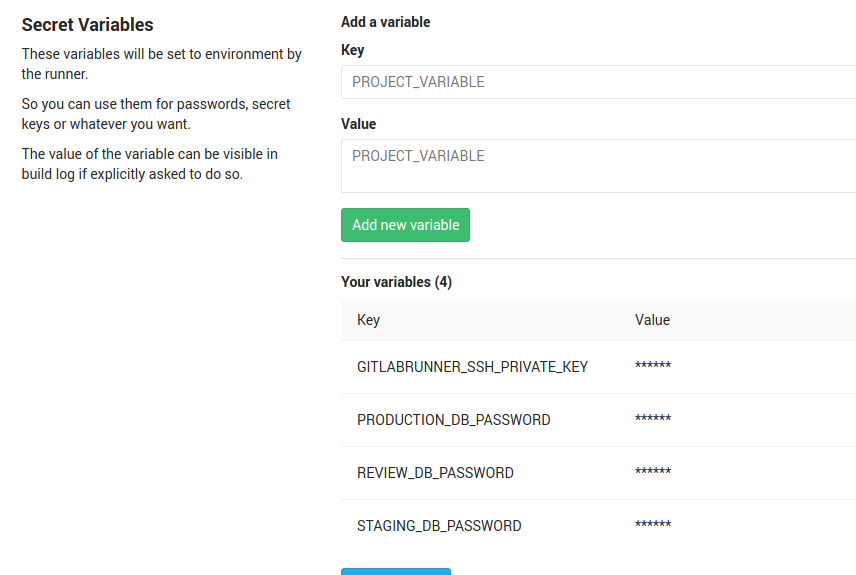 Secret Variables
These variables will be set to environment by
the runner.
So you can use them for passwords, secret
keys or whatever you want.
The value of the variable can be visible in
build log if explicitly asked to do so.
Add a variable
Key
PROJECT_VARIABLE
Value
PROJECT_VARIABLE
Add new variable
Your variables (4)
Key Value
GITLABRUNNER_SSH_PRIVATE_KEY ******
PRODUCTION_DB_PASSWORD ******
REVIEW_DB_PASSWORD ******
STAGING_DB_PASSWORD ******